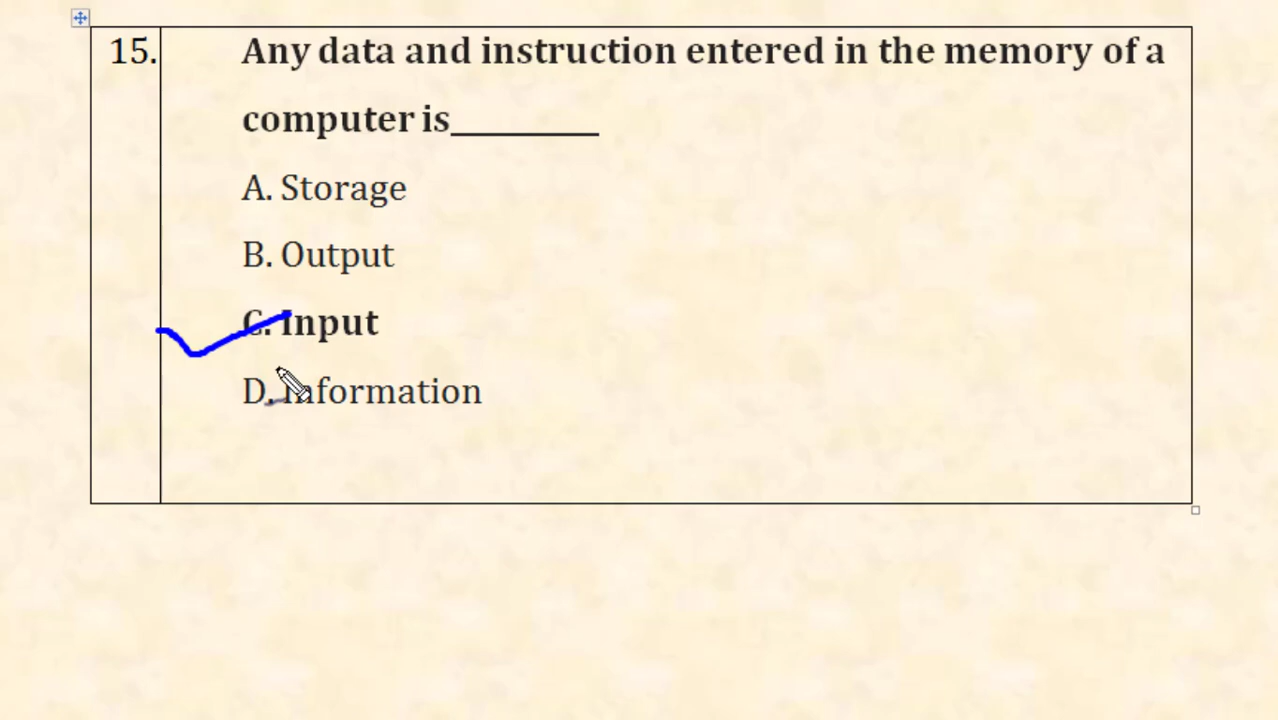 15. Any data and instruction entered in the memory of a
computer is_________
A. Storage
B. Output
C. Input
D. Information